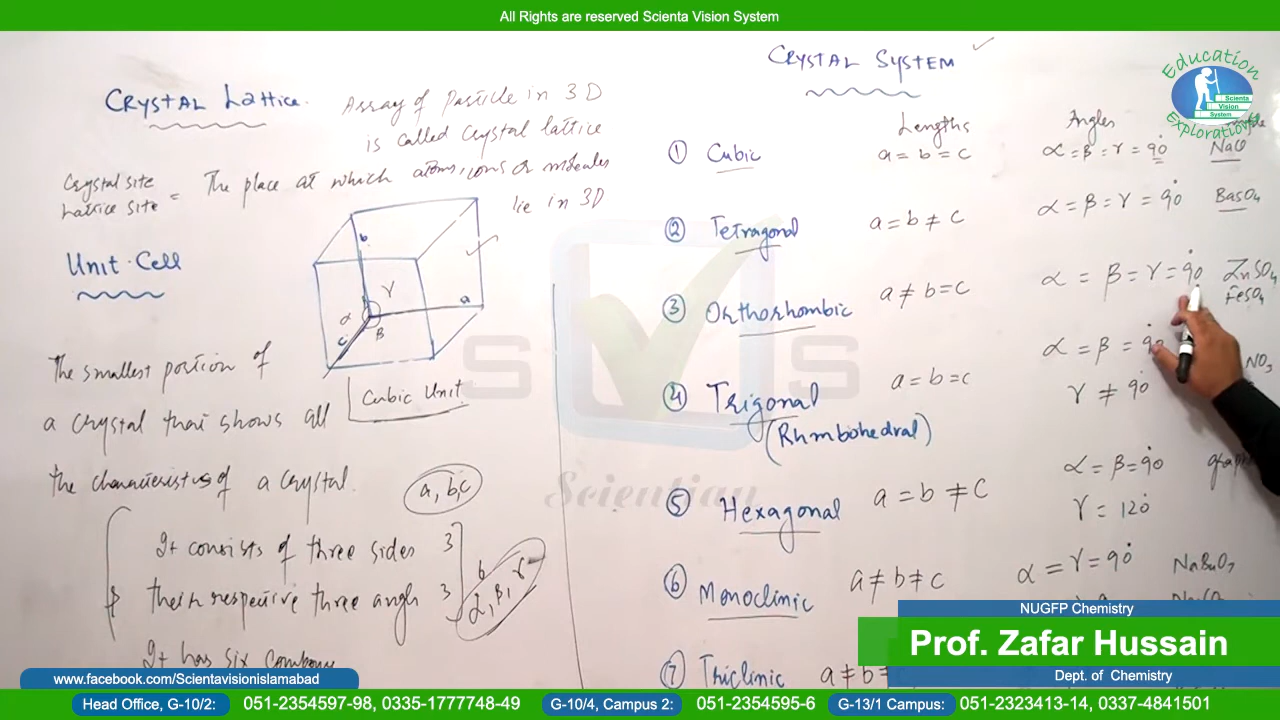 All Rights are reserved Scienta Vision System
Education
Scienta
Vision
System
Exploration
CRYSTAL SYSTEM
CRYSTAL Lattice.
Array of Particle in 3D
is called Crystal lattice
Crystal site
Lattice Site
= The place at which atoms, ions or molecules
lie in 3D
Unit Cell
b
γ
a
α
β
c
Cubic Unit
The smallest portion of
a crystal that shows all
the characteristics of a crystal.
a, b, c
It consists of three sides 3
& their respective three angle 3
6
α, β, γ
It has six
Lengths
Angles
① Cubic
a = b = c
α = β = γ = 90°
NaCl
② Tetragonal
a = b ≠ c
α = β = γ = 90°
BaSO4
③ Orthorhombic
a ≠ b = c
α = β = γ = 90°
ZnSO4
FeSO4
④ Trigonal
(Rhmbohedral)
a = b = c
α = β = 90°
γ ≠ 90°
NO3
⑤ Hexagonal
a = b ≠ c
α = β = 90°
γ = 120°
⑥ Monoclinic
a ≠ b ≠ c
α = γ = 90°
⑦ Triclinic
a ≠ b ≠
SVS
Scientian
NUGFP Chemistry
Prof. Zafar Hussain
Dept. of Chemistry
www.facebook.com/Scientavisionislamabad
Head Office, G-10/2: 051-2354597-98, 0335-1777748-49 G-10/4, Campus 2: 051-2354595-6 G-13/1 Campus: 051-2323413-14, 0337-4841501